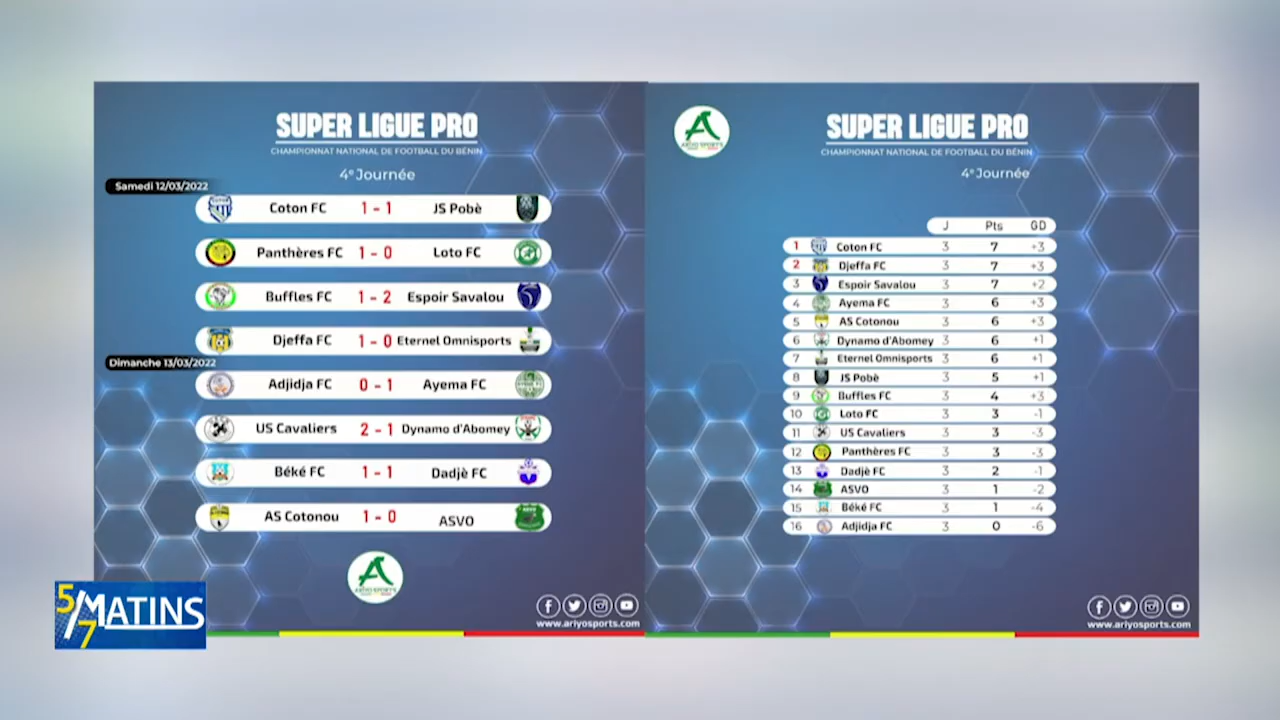 SUPER LIGUE PRO
CHAMPIONNAT NATIONAL DE FOOTBALL DU BÉNIN
4e Journée
Samedi 12/03/2022
Coton FC 1 - 1 JS Pobè
Panthères FC 1 - 0 Loto FC
Buffles FC 1 - 2 Espoir Savalou
Djeffa FC 1 - 0 Eternel Omnisports
Dimanche 13/03/2022
Adjidja FC 0 - 1 Ayema FC
US Cavaliers 2 - 1 Dynamo d'Abomey
Béké FC 1 - 1 Dadjè FC
AS Cotonou 1 - 0 ASVO
ARIYO SPORTS
www.ariyosports.com
ARIYO SPORTS
SUPER LIGUE PRO
CHAMPIONNAT NATIONAL DE FOOTBALL DU BÉNIN
4e Journée
J Pts GD
1 Coton FC 3 7 +3
2 Djeffa FC 3 7 +3
3 Espoir Savalou 3 7 +2
4 Ayema FC 3 6 +3
5 AS Cotonou 3 6 +3
6 Dynamo d'Abomey 3 6 +1
7 Eternel Omnisports 3 6 +1
8 JS Pobè 3 5 +1
9 Buffles FC 3 4 +3
10 Loto FC 3 3 -1
11 US Cavaliers 3 3 -3
12 Panthères FC 3 3 -3
13 Dadjè FC 3 2 -1
14 ASVO 3 1 -2
15 Béké FC 3 1 -4
16 Adjidja FC 3 0 -6
www.ariyosports.com
5/7 MATINS